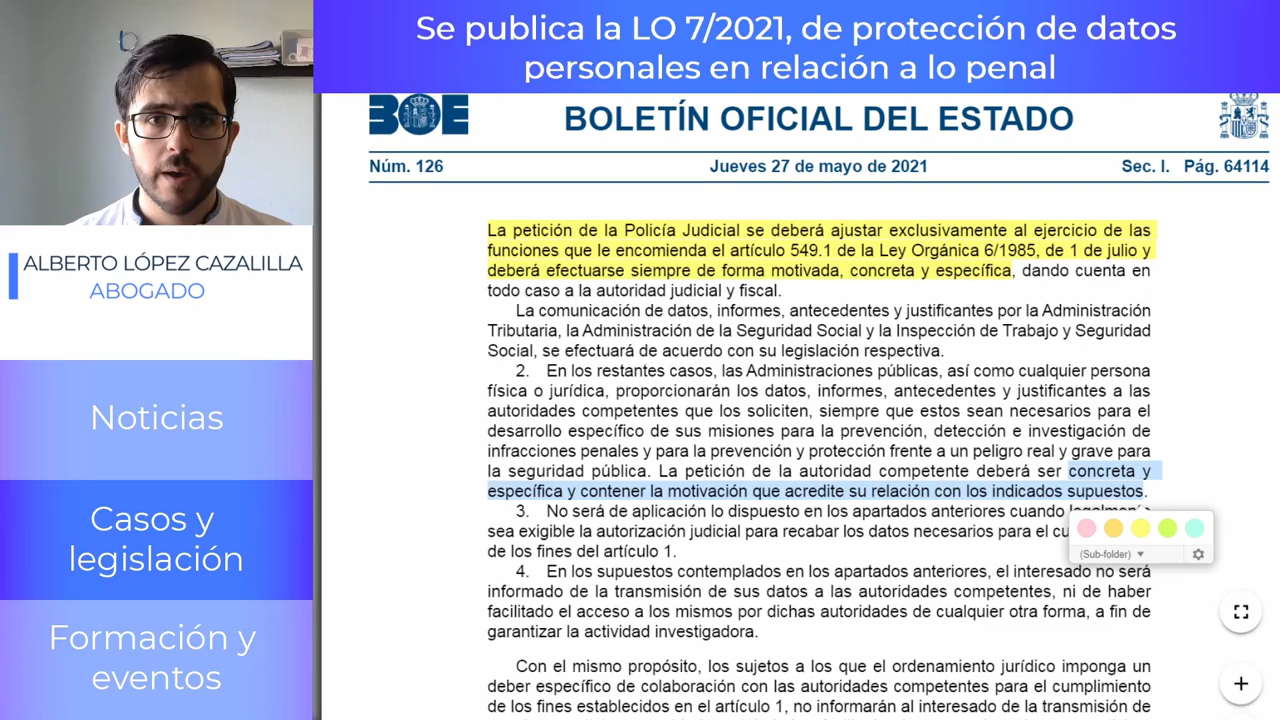 Se publica la LO 7/2021, de protección de datos
personales en relación a lo penal
ALBERTO LÓPEZ CAZALILLA
ABOGADO
Noticias
Casos y
legislación
Formación y
eventos
BOE
BOLETÍN OFICIAL DEL ESTADO
Núm. 126 Jueves 27 de mayo de 2021 Sec. I. Pág. 64114
La petición de la Policía Judicial se deberá ajustar exclusivamente al ejercicio de las
funciones que le encomienda el artículo 549.1 de la Ley Orgánica 6/1985, de 1 de julio y
deberá efectuarse siempre de forma motivada, concreta y específica, dando cuenta en
todo caso a la autoridad judicial y fiscal.
La comunicación de datos, informes, antecedentes y justificantes por la Administración
Tributaria, la Administración de la Seguridad Social y la Inspección de Trabajo y Seguridad
Social, se efectuará de acuerdo con su legislación respectiva.
2. En los restantes casos, las Administraciones públicas, así como cualquier persona
física o jurídica, proporcionarán los datos, informes, antecedentes y justificantes a las
autoridades competentes que los soliciten, siempre que estos sean necesarios para el
desarrollo específico de sus misiones para la prevención, detección e investigación de
infracciones penales y para la prevención y protección frente a un peligro real y grave para
la seguridad pública. La petición de la autoridad competente deberá ser concreta y
específica y contener la motivación que acredite su relación con los indicados supuestos.
3. No será de aplicación lo dispuesto en los apartados anteriores cuando
sea exigible la autorización judicial para recabar los datos necesarios para el
de los fines del artículo 1.
(Sub-folder)
4. En los supuestos contemplados en los apartados anteriores, el interesado no será
informado de la transmisión de sus datos a las autoridades competentes, ni de haber
facilitado el acceso a los mismos por dichas autoridades de cualquier otra forma, a fin de
garantizar la actividad investigadora.
Con el mismo propósito, los sujetos a los que el ordenamiento jurídico imponga un
deber específico de colaboración con las autoridades competentes para el cumplimiento
de los fines establecidos en el artículo 1, no informarán al interesado de la transmisión de